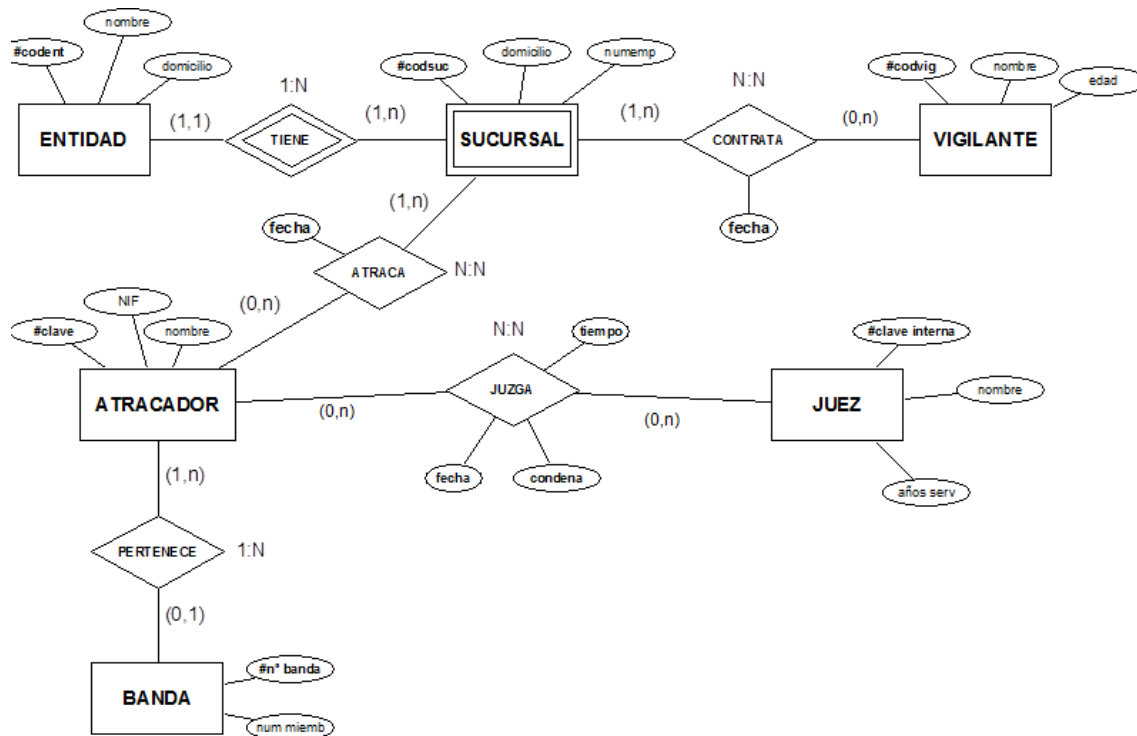 nombre
#codent
domicilio
1:N
ENTIDAD
(1,1)
TIENE
(1,n)
#codsuc
domicilio
numemp
SUCURSAL
(1,n)
N:N
CONTRATA
fecha
(0,n)
#codvig
nombre
edad
VIGILANTE
(1,n)
fecha
ATRACA
N:N
(0,n)
NIF
#clave
nombre
ATRACADOR
(0,n)
N:N
tiempo
JUZGA
fecha
condena
(0,n)
#clave interna
nombre
JUEZ
años serv
(1,n)
PERTENECE
1:N
(0,1)
#nº banda
BANDA
num miemb